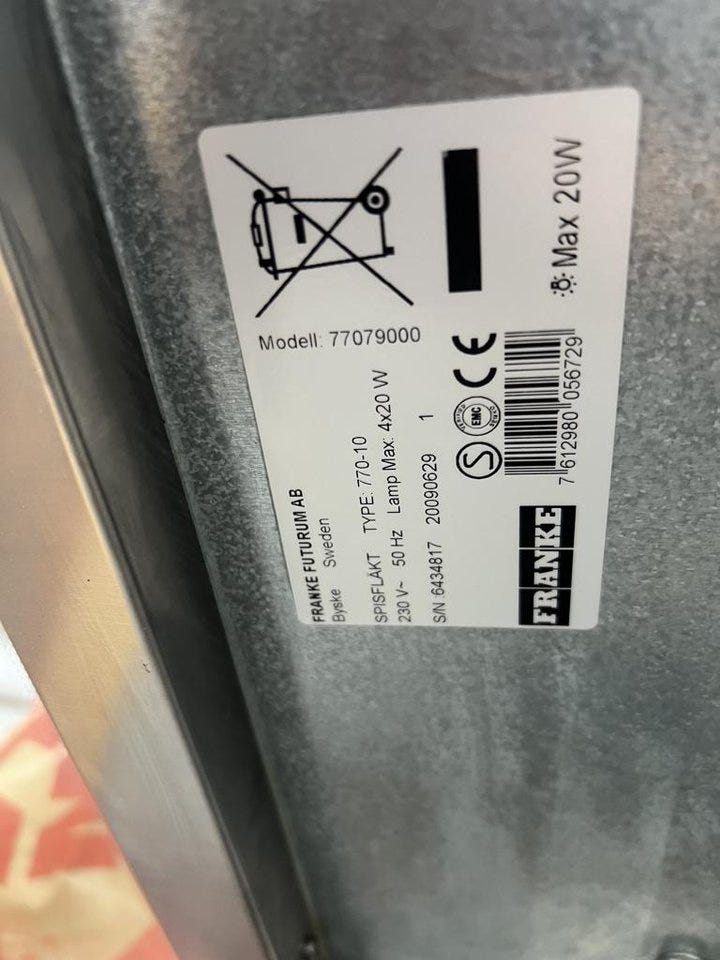 FRANKE FUTURUM AB
Byske Sweden
SPISFLÄKT TYPE: 770-10
230 V~ 50 Hz Lamp Max: 4x20 W
S/N :6434817 20090629 1
Modell: 77079000
FRANKE
7 612980 056729
S
EMC
CE
Max 20W